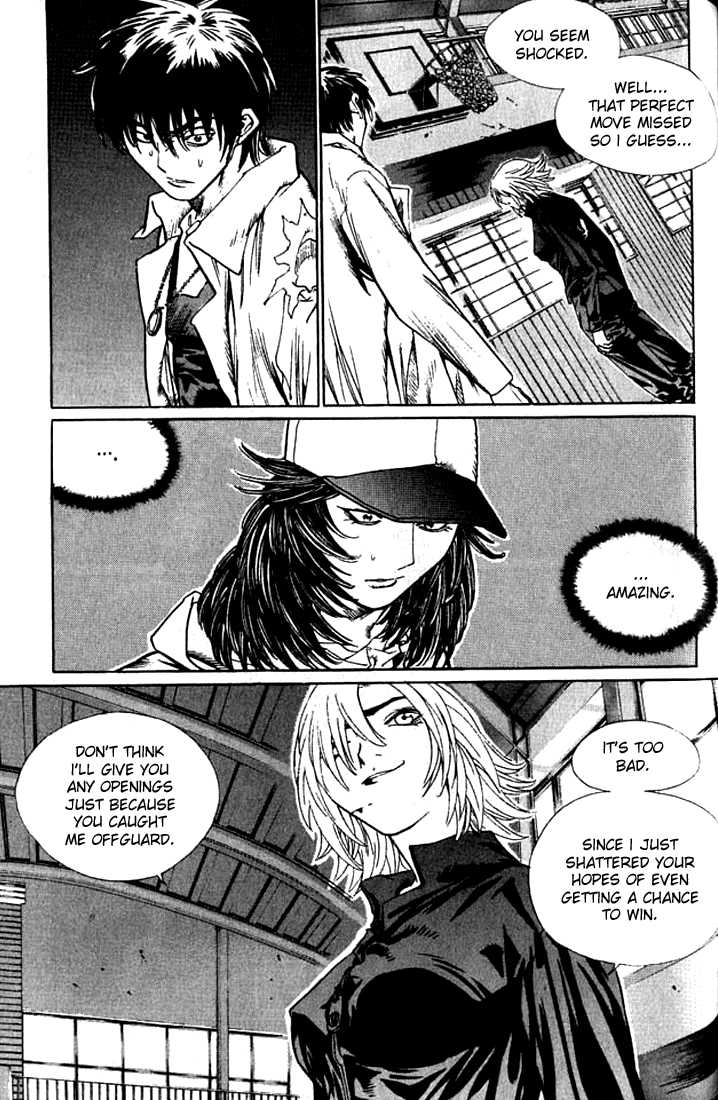 YOU SEEM
SHOCKED.
WELL...
THAT PERFECT
MOVE MISSED
SO I GUESS...
...
...
AMAZING.
DON'T THINK
I'LL GIVE YOU
ANY OPENINGS
JUST BECAUSE
YOU CAUGHT
ME OFFGUARD.
IT'S TOO
BAD.
SINCE I JUST
SHATTERED YOUR
HOPES OF EVEN
GETTING A CHANCE
TO WIN.